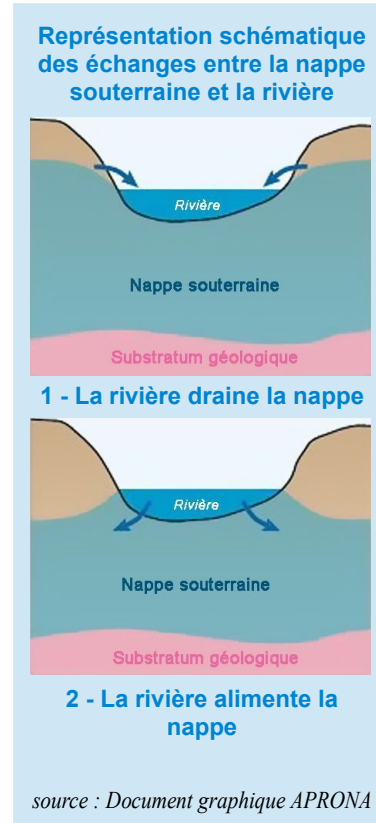 Représentation schématique
des échanges entre la nappe
souterraine et la rivière
Rivière
Nappe souterraine
Substratum géologique
1 - La rivière draine la nappe
Rivière
Nappe souterraine
Substratum géologique
2 - La rivière alimente la
nappe
source : Document graphique APRONA